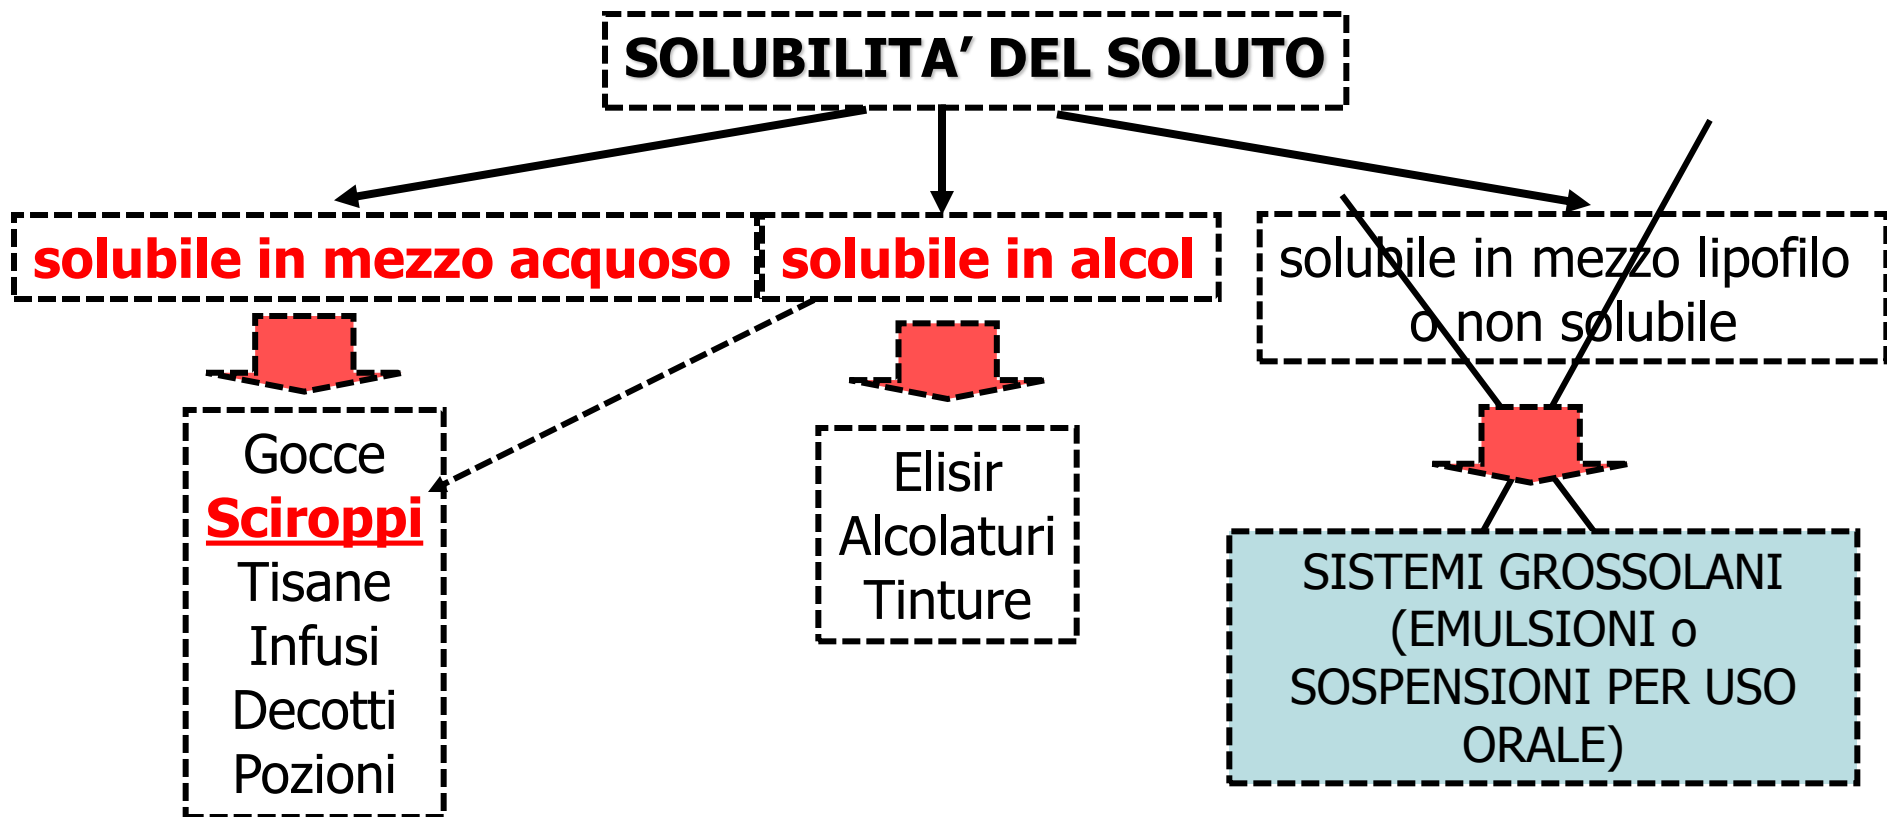 SOLUBILITA’ DEL SOLUTO
solubile in mezzo acquoso
solubile in alcol
solubile in mezzo lipofilo
o non solubile
Gocce
Sciroppi
Tisane
Infusi
Decotti
Pozioni
Elisir
Alcolaturi
Tinture
SISTEMI GROSSOLANI
(EMULSIONI o
SOSPENSIONI PER USO
ORALE)